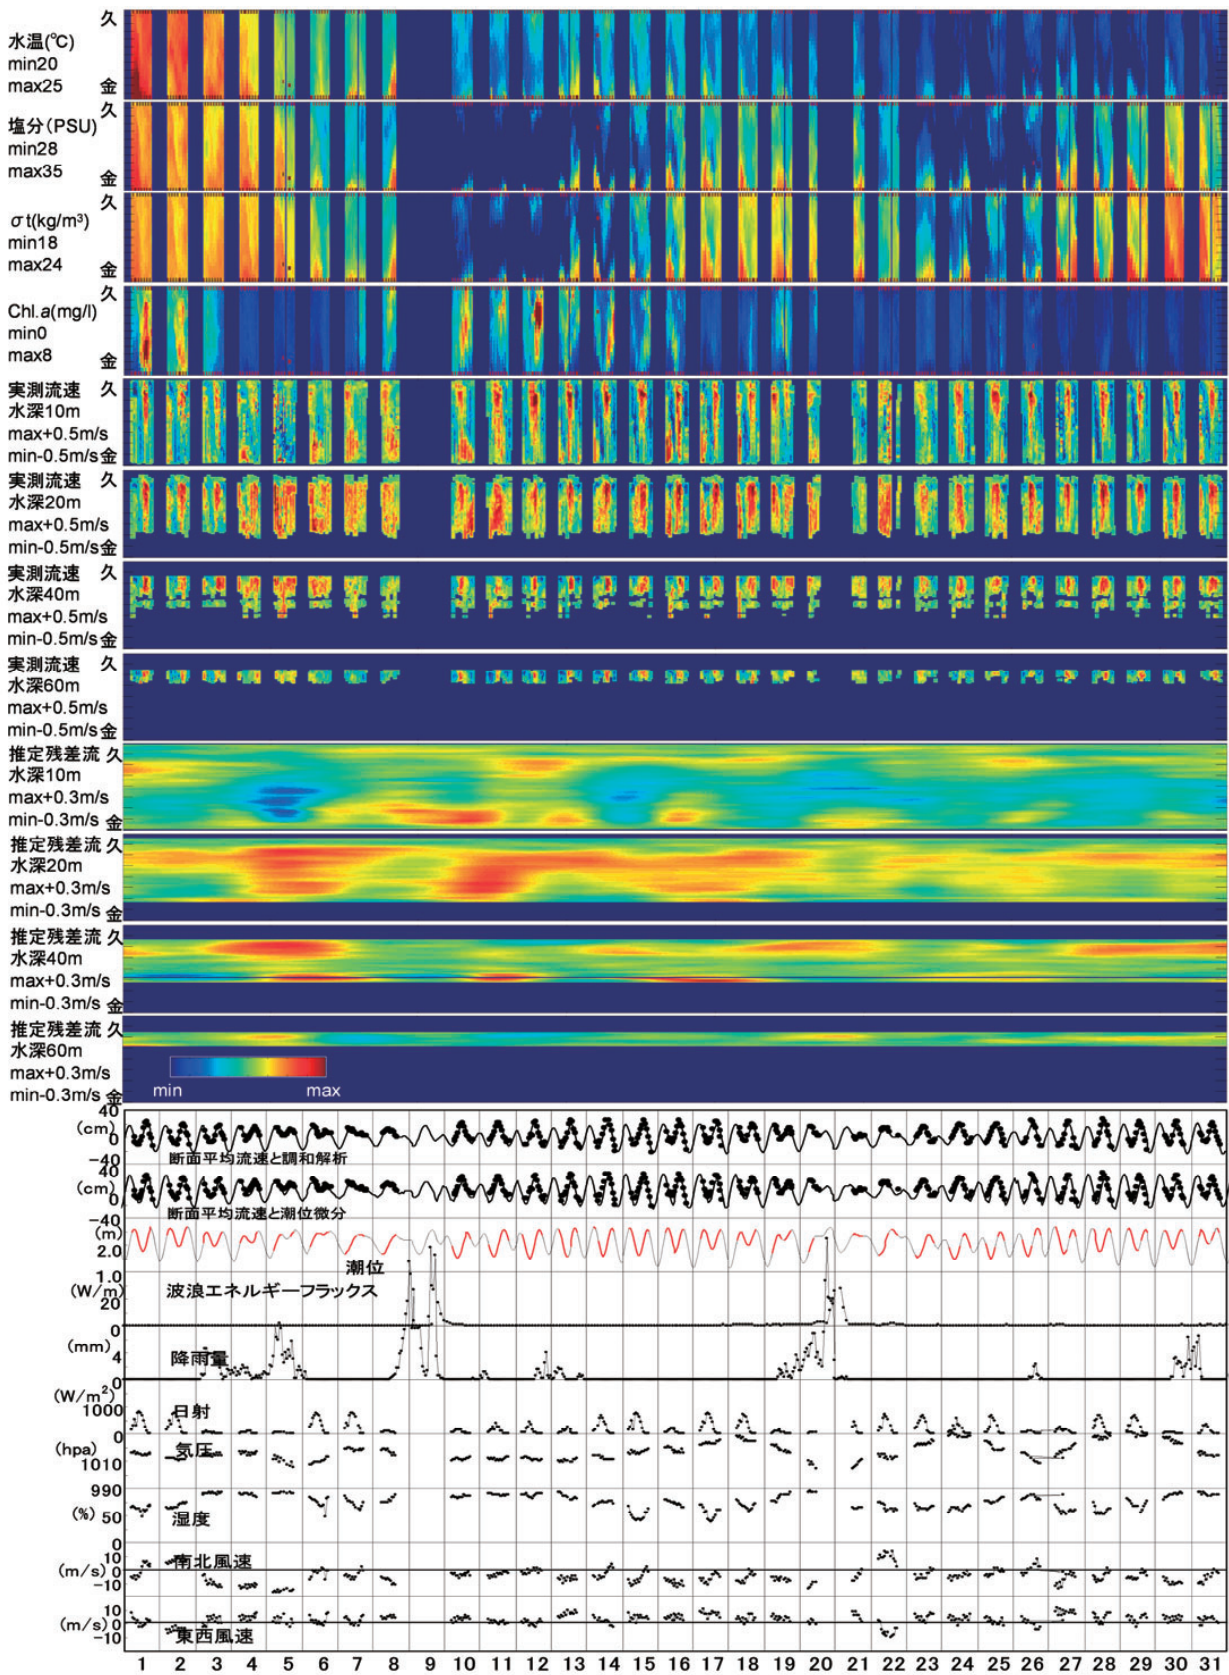 水温(℃) 久
min20
max25 金
塩分(PSU) 久
min28
max35 金
σt(kg/m³) 久
min18
max24 金
Chl.a(mg/l) 久
min0
max8 金
実測流速 久
水深10m
max+0.5m/s
min-0.5m/s 金
実測流速 久
水深20m
max+0.5m/s
min-0.5m/s 金
実測流速 久
水深40m
max+0.5m/s
min-0.5m/s 金
実測流速 久
水深60m
max+0.5m/s
min-0.5m/s 金
推定残差流 久
水深10m
max+0.3m/s
min-0.3m/s 金
推定残差流 久
水深20m
max+0.3m/s
min-0.3m/s 金
推定残差流 久
水深40m
max+0.3m/s
min-0.3m/s 金
推定残差流 久
水深60m
max+0.3m/s
min-0.3m/s 金
min max
40
(cm) 0
-40 断面平均流速と調和解析
40
(cm) 0
-40 断面平均流速と潮位微分
(m)
2.0
潮位
1.0
(W/m) 波浪エネルギーフラックス
20
0
(mm)
4 降雨量
0
(W/m²)
1000 日射
0
(hpa) 気圧
1010
990
(%) 50 湿度
0
10 南北風速
(m/s) 0
-10
10
(m/s) 0
-10 東西風速
1 2 3 4 5 6 7 8 9 10 11 12 13 14 15 16 17 18 19 20 21 22 23 24 25 26 27 28 29 30 31